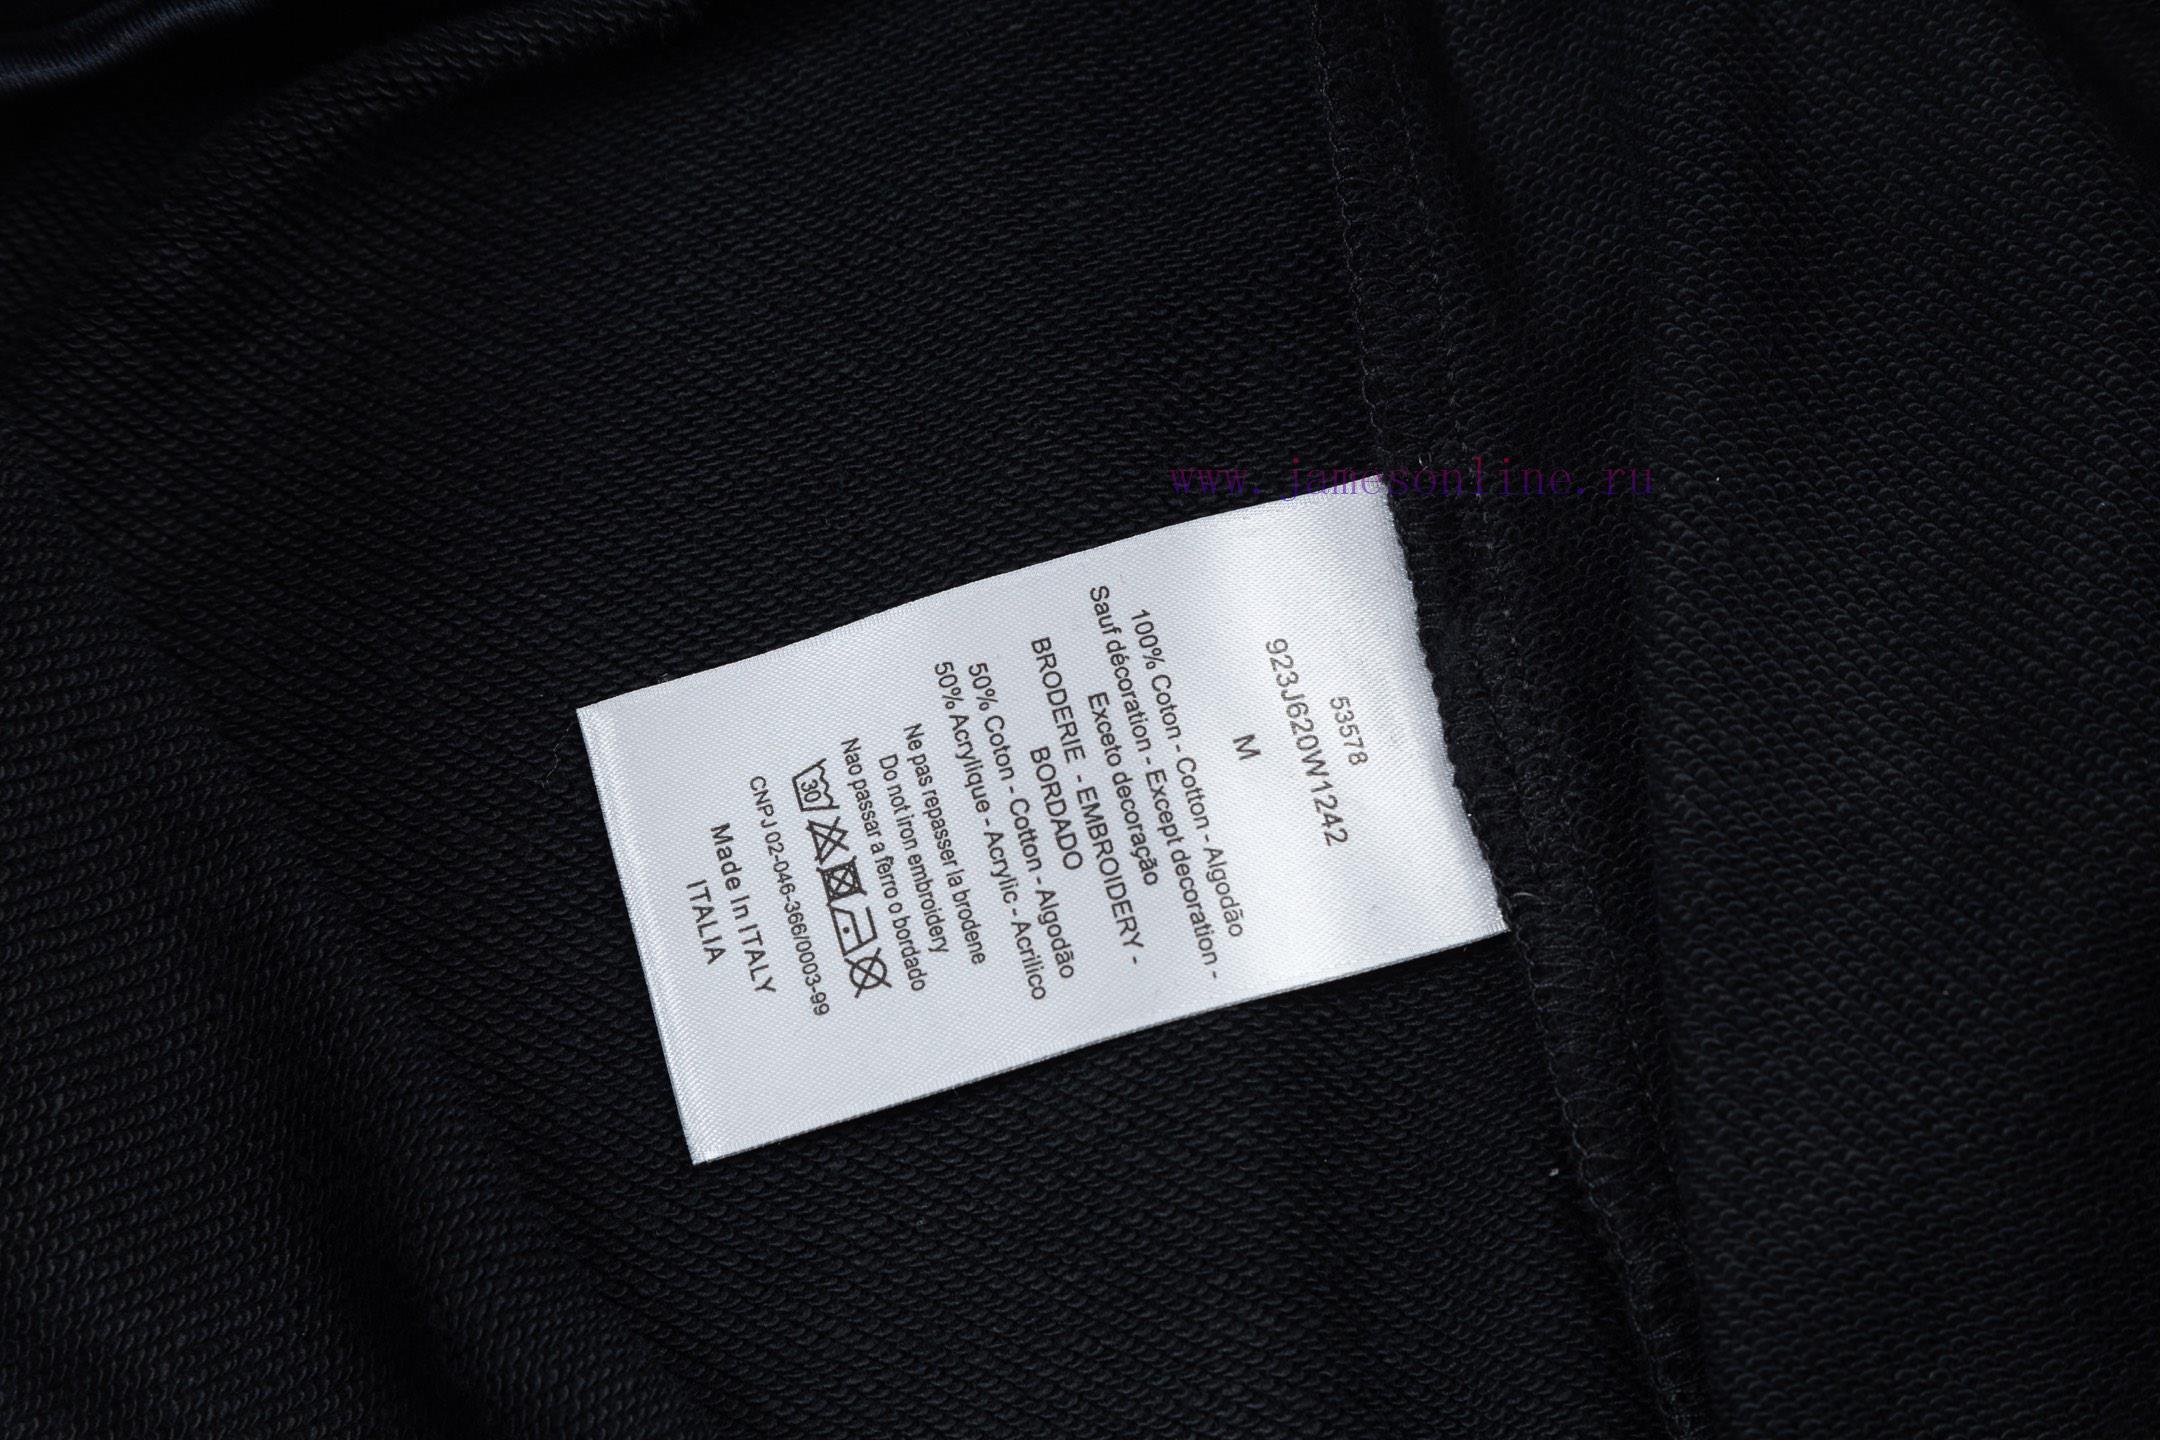 www.jamesonline.ru
53578
923J620W1242
M
100% Coton - Cotton - Algodão
Sauf décoration - Except decoration -
Exceto decoração
BRODERIE - EMBROIDERY -
BORDADO
50% Coton - Cotton - Algodão
50% Acrylique - Acrylic - Acrílico
Ne pas repasser la brodene
Do not iron embroidery
Nao passar a ferro o bordado
30
CNPJ 02-046-366/0003-99
Made In ITALY
ITALIA